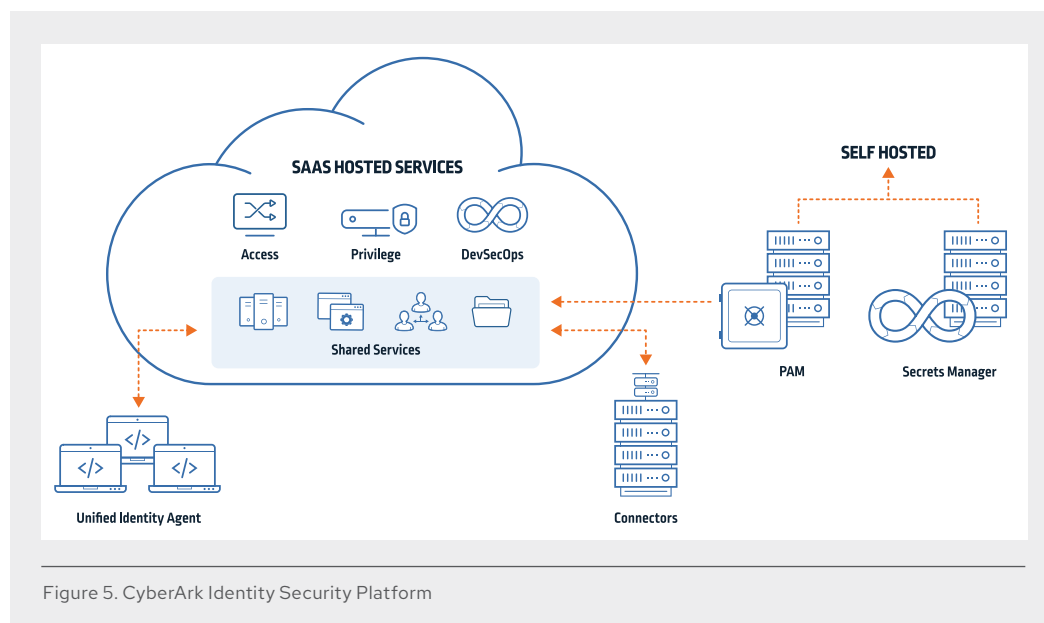 SAAS HOSTED SERVICES
Access
Privilege
DevSecOps
Shared Services
Unified Identity Agent
Connectors
SELF HOSTED
PAM
Secrets Manager
Figure 5. CyberArk Identity Security Platform